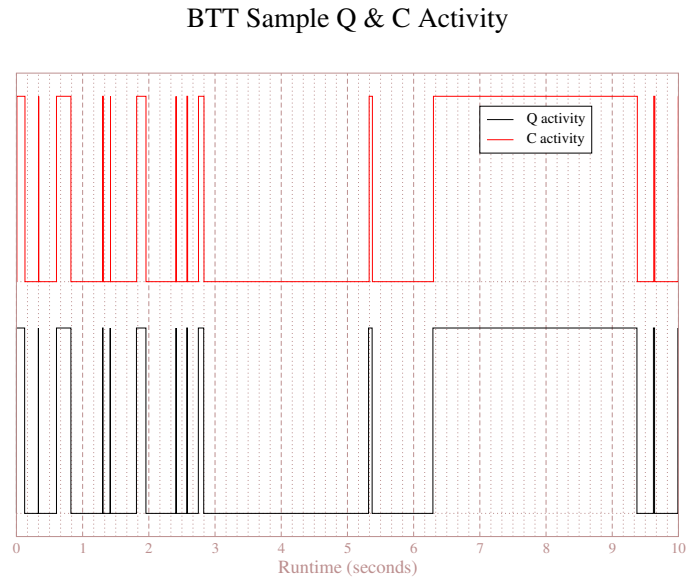 BTT Sample Q & C Activity
Q activity
C activity
0 1 2 3 4 5 6 7 8 9 10
Runtime (seconds)